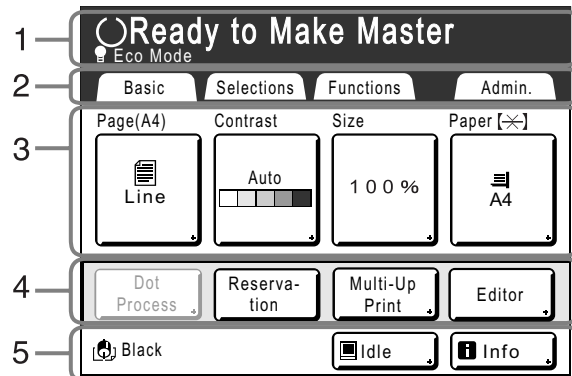 1
Ready to Make Master
Eco Mode
2
Basic Selections Functions Admin.
3
Page(A4) Contrast Size Paper【⚹】
Line
Auto
100%
A4
4
Dot
Process
Reserva-
tion
Multi-Up
Print
Editor
5
Black Idle Info